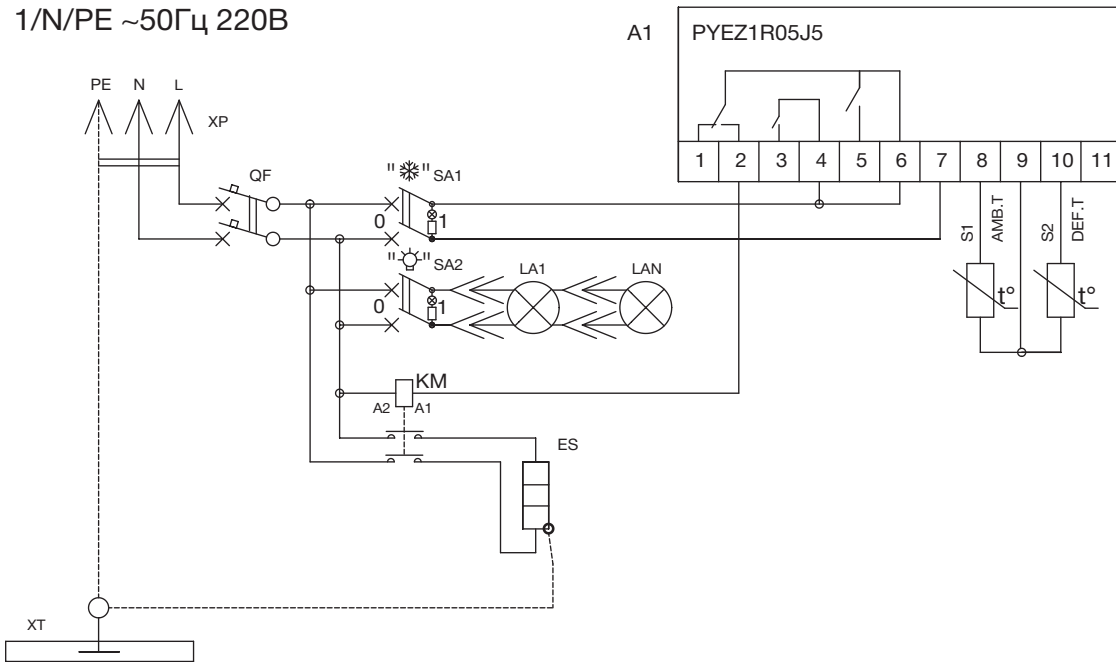 1/N/PE ~50Гц 220В
A1 PYEZ1R05J5
PE N L
XP
1 2 3 4 5 6 7 8 9 10 11
QF
" " SA1
0 1
S1 AMB.T S2 DEF.T
" " SA2
LA1 LAN
0 1
t° t°
KM
A2 A1
ES
XT